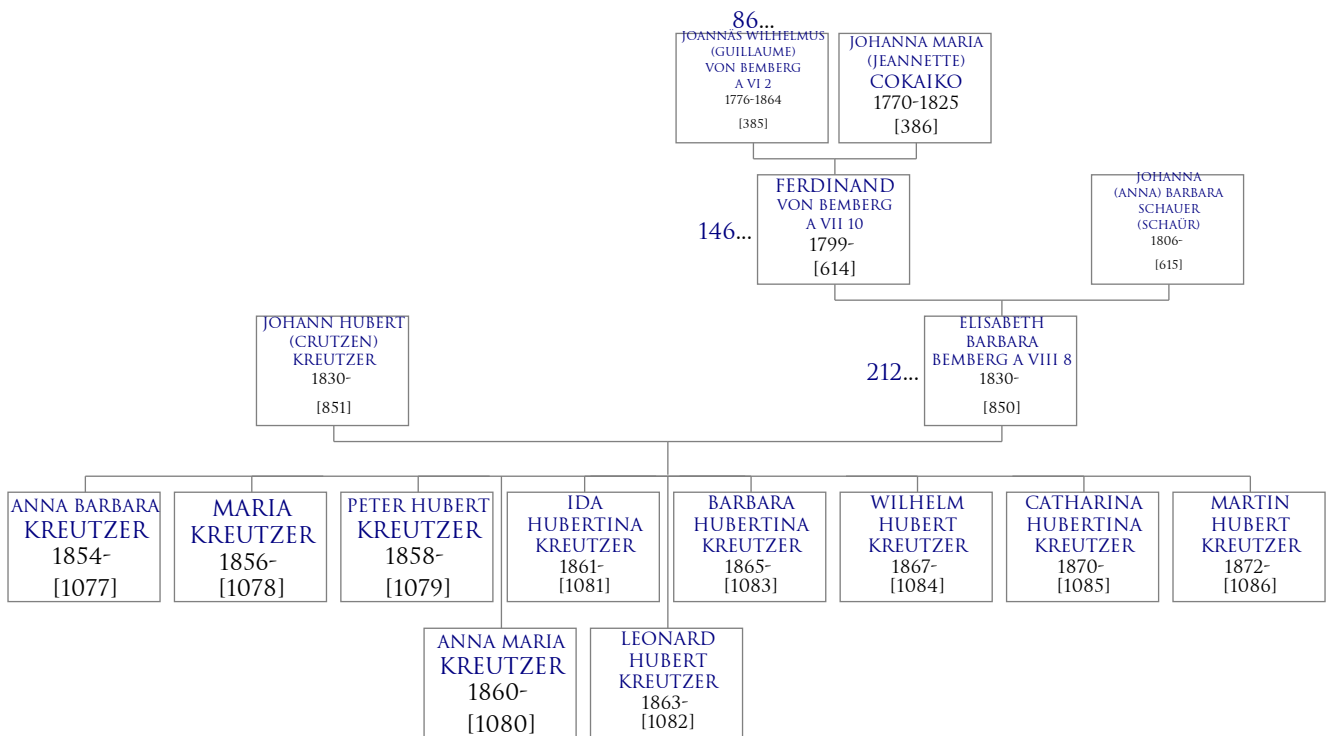 86...
JOANNÄS WILHELMUS
(GUILLAUME)
VON BEMBERG
A VI 2
1776-1864
[385]
JOHANNA MARIA
(JEANNETTE)
COKAIKO
1770-1825
[386]
146...
FERDINAND
VON BEMBERG
A VII 10
1799-
[614]
JOHANNA
(ANNA) BARBARA
SCHAUER
(SCHAÜR)
1806-
[615]
JOHANN HUBERT
(CRUTZEN)
KREUTZER
1830-
[851]
212...
ELISABETH
BARBARA
BEMBERG A VIII 8
1830-
[850]
ANNA BARBARA
KREUTZER
1854-
[1077]
MARIA
KREUTZER
1856-
[1078]
PETER HUBERT
KREUTZER
1858-
[1079]
IDA
HUBERTINA
KREUTZER
1861-
[1081]
BARBARA
HUBERTINA
KREUTZER
1865-
[1083]
WILHELM
HUBERT
KREUTZER
1867-
[1084]
CATHARINA
HUBERTINA
KREUTZER
1870-
[1085]
MARTIN
HUBERT
KREUTZER
1872-
[1086]
ANNA MARIA
KREUTZER
1860-
[1080]
LEONARD
HUBERT
KREUTZER
1863-
[1082]